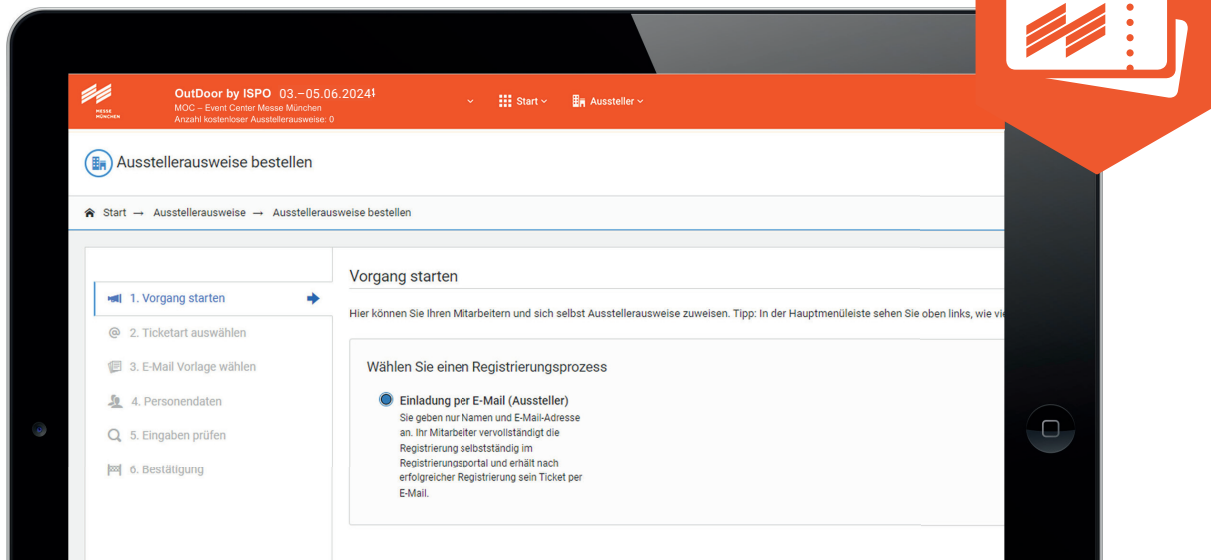 MESSE
MÜNCHEN
OutDoor by ISPO 03.–05.06.2024
MOC – Event Center Messe München
Anzahl kostenloser Ausstellerausweise: 0
Start
Aussteller
Ausstellerausweise bestellen
Start → Ausstellerausweise → Ausstellerausweise bestellen
1. Vorgang starten
2. Ticketart auswählen
3. E-Mail Vorlage wählen
4. Personendaten
5. Eingaben prüfen
6. Bestätigung
Vorgang starten
Hier können Sie Ihren Mitarbeitern und sich selbst Ausstellerausweise zuweisen. Tipp: In der Hauptmenüleiste sehen Sie oben links, wie
Wählen Sie einen Registrierungsprozess
Einladung per E-Mail (Aussteller)
Sie geben nur Namen und E-Mail-Adresse
an. Ihr Mitarbeiter vervollständigt die
Registrierung selbstständig im
Registrierungsportal und erhält nach
erfolgreicher Registrierung sein Ticket per
E-Mail.